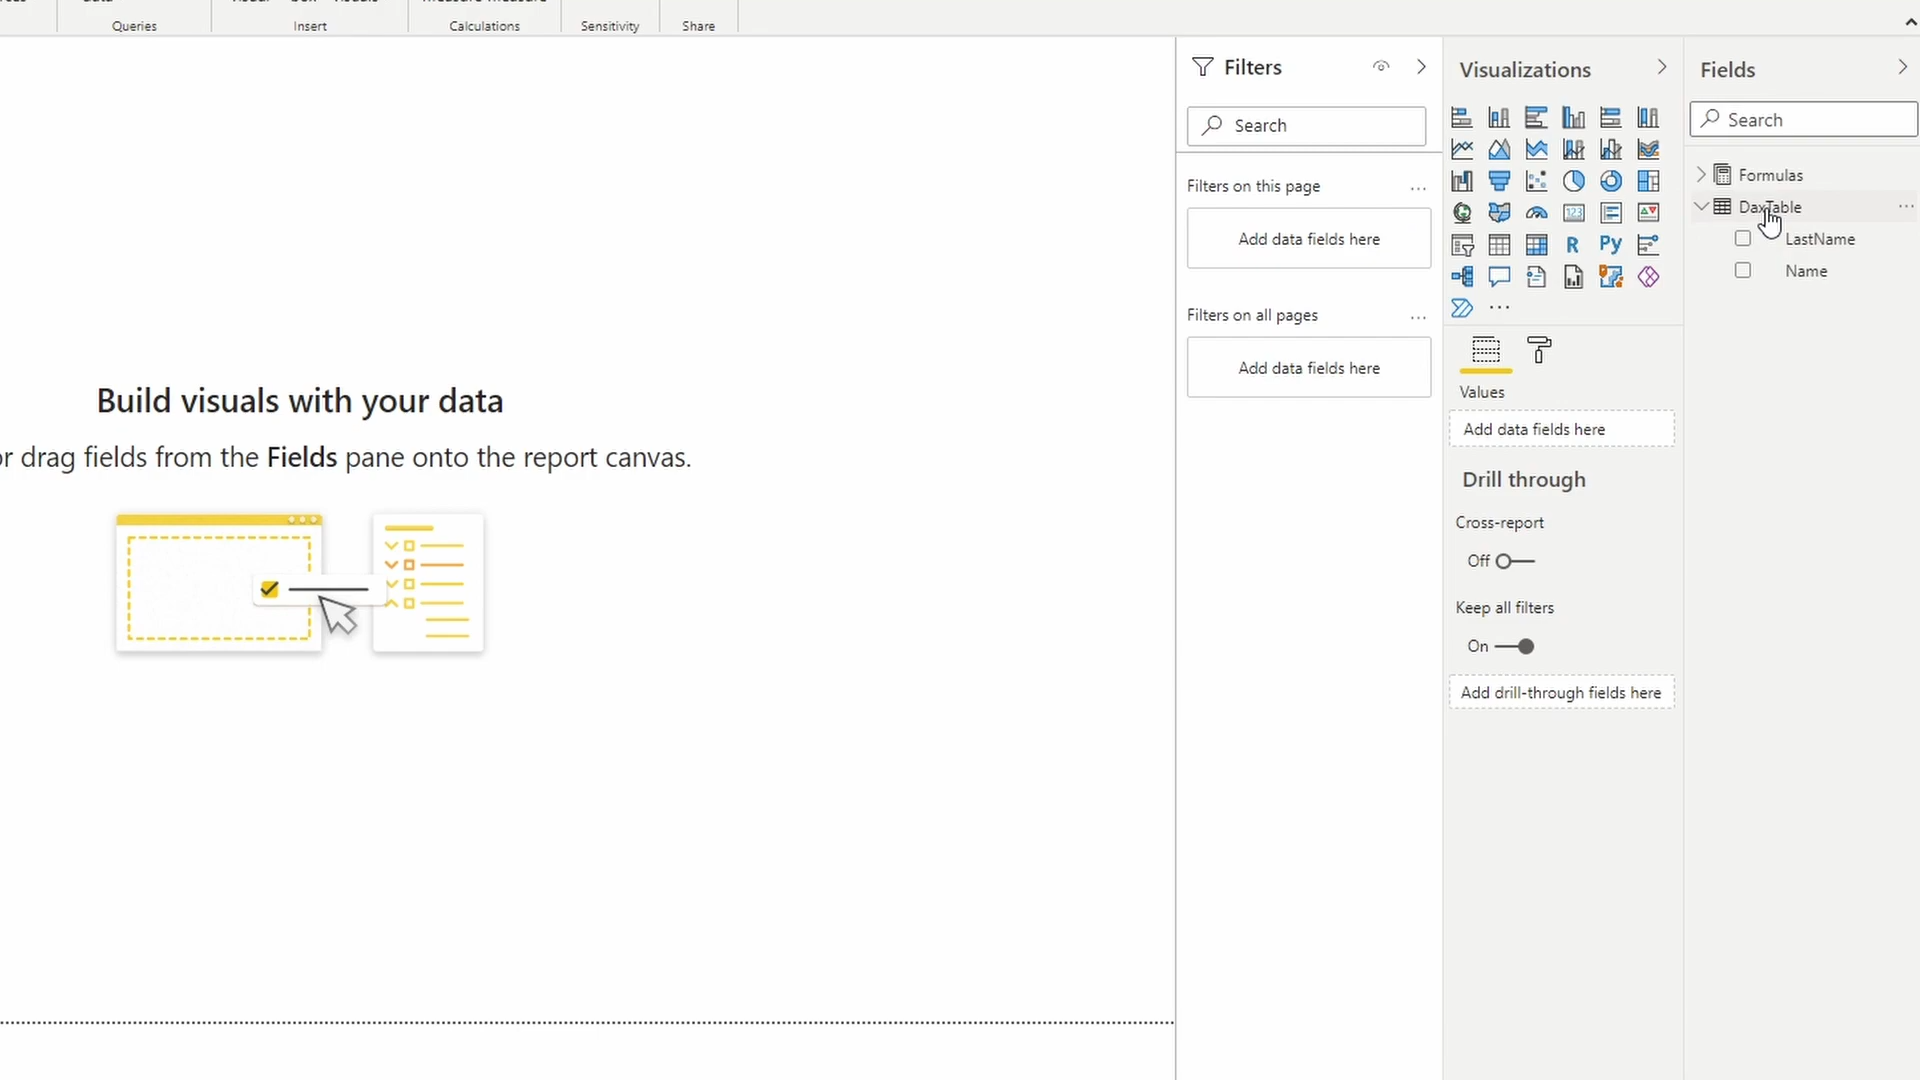 Queries
Insert
Calculations
Sensitivity
Share
Build visuals with your data
or drag fields from the Fields pane onto the report canvas.
Filters
Search
Filters on this page
...
Add data fields here
Filters on all pages
...
Add data fields here
Visualizations
123
R
Py
...
Values
Add data fields here
Drill through
Cross-report
Off
Keep all filters
On
Add drill-through fields here
Fields
Search
Formulas
DaxTable
...
LastName
Name